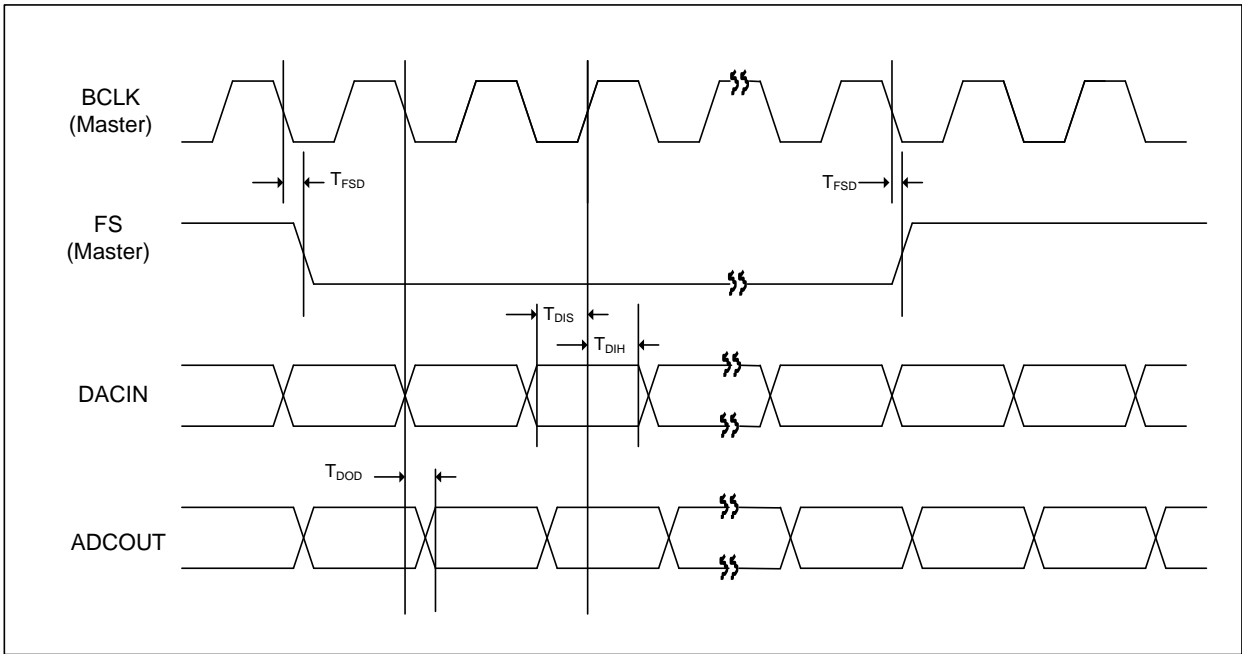 BCLK
(Master)
TFSD
TFSD
FS
(Master)
TDIS
TDIH
DACIN
TDOD
ADCOUT